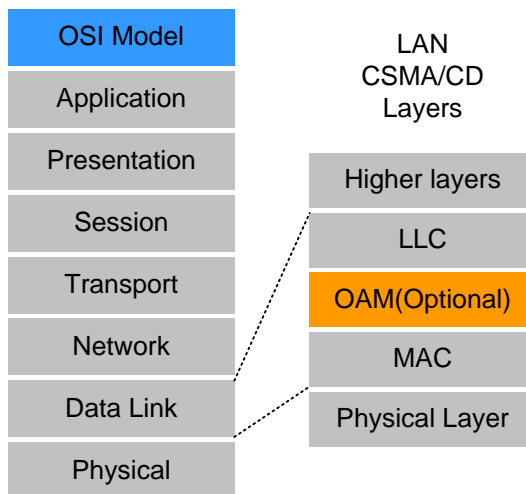 OSI Model
Application
Presentation
Session
Transport
Network
Data Link
Physical
LAN
CSMA/CD
Layers
Higher layers
LLC
OAM(Optional)
MAC
Physical Layer